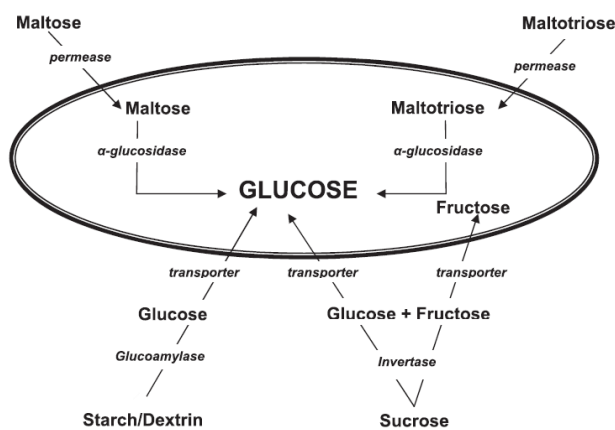 Maltose
Maltotriose
permease
permease
Maltose
Maltotriose
α-glucosidase
α-glucosidase
GLUCOSE
Fructose
transporter
transporter
transporter
Glucose
Glucose + Fructose
Glucoamylase
Invertase
Starch/Dextrin
Sucrose